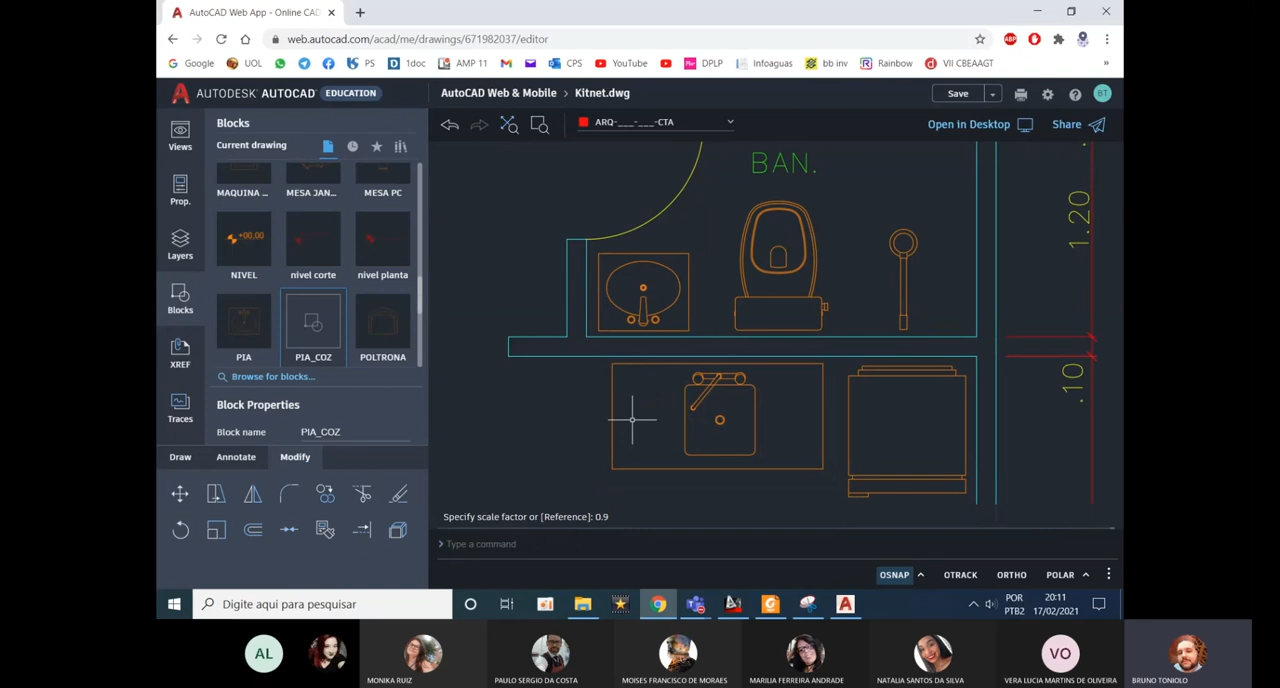 AutoCAD Web App - Online CAD
web.autocad.com/acad/me/drawings/671982037/editor
ABP
Google UOL PS 1doc AMP 11 CPS YouTube DPLP Infoaguas bb inv Rainbow VII CBEAAGT »
AUTODESK® AUTOCAD EDUCATION
AutoCAD Web & Mobile > Kitnet.dwg
Save
BT
Views
Prop.
Layers
Blocks
XREF
Traces
Blocks
Current drawing
MAQUINA ... MESA JAN... MESA PC
+00,00
NIVEL nivel corte nivel planta
PIA PIA_COZ POLTRONA
Browse for blocks...
Block Properties
Block name PIA_COZ
Draw Annotate Modify
ARQ-___-___-CTA
Open in Desktop Share
BAN.
1.20
.10
Specify scale factor or [Reference]: 0.9
Type a command
OSNAP OTRACK ORTHO POLAR
Digite aqui para pesquisar
POR
PTB2
20:11
17/02/2021
AL
MONIKA RUIZ
PAULO SERGIO DA COSTA
MOISES FRANCISCO DE MORAES
MARILIA FERREIRA ANDRADE
NATALIA SANTOS DA SILVA
VO
VERA LUCIA MARTINS DE OLIVEIRA
BRUNO TONIOLO